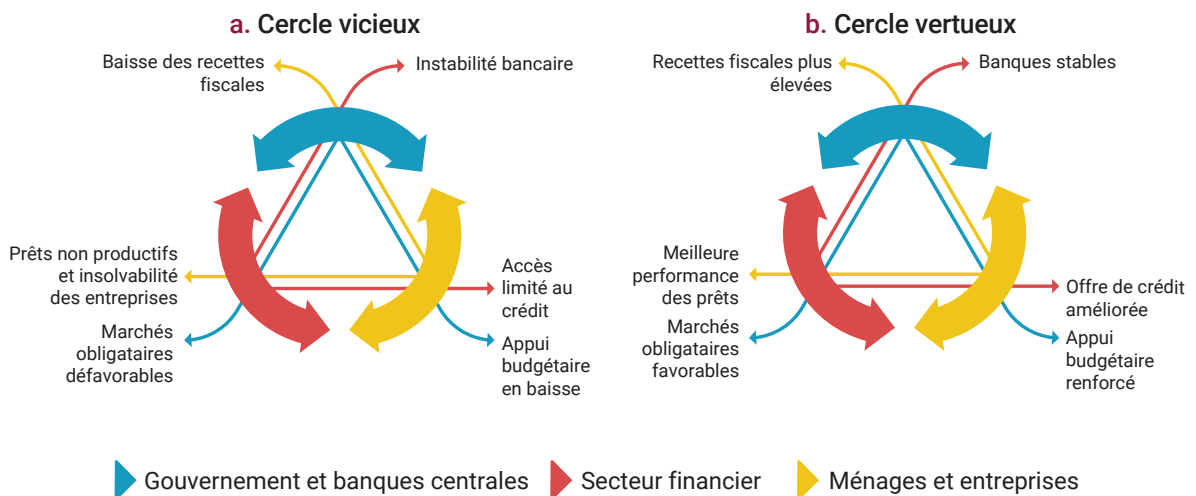 a. Cercle vicieux
Baisse des recettes
fiscales
Instabilité bancaire
Prêts non productifs
et insolvabilité
des entreprises
Accès
limité au
crédit
Marchés
obligataires
défavorables
Appui
budgétaire
en baisse
b. Cercle vertueux
Recettes fiscales plus
élevées
Banques stables
Meilleure
performance
des prêts
Offre de crédit
améliorée
Marchés
obligataires
favorables
Appui
budgétaire
renforcé
Gouvernement et banques centrales
Secteur financier
Ménages et entreprises